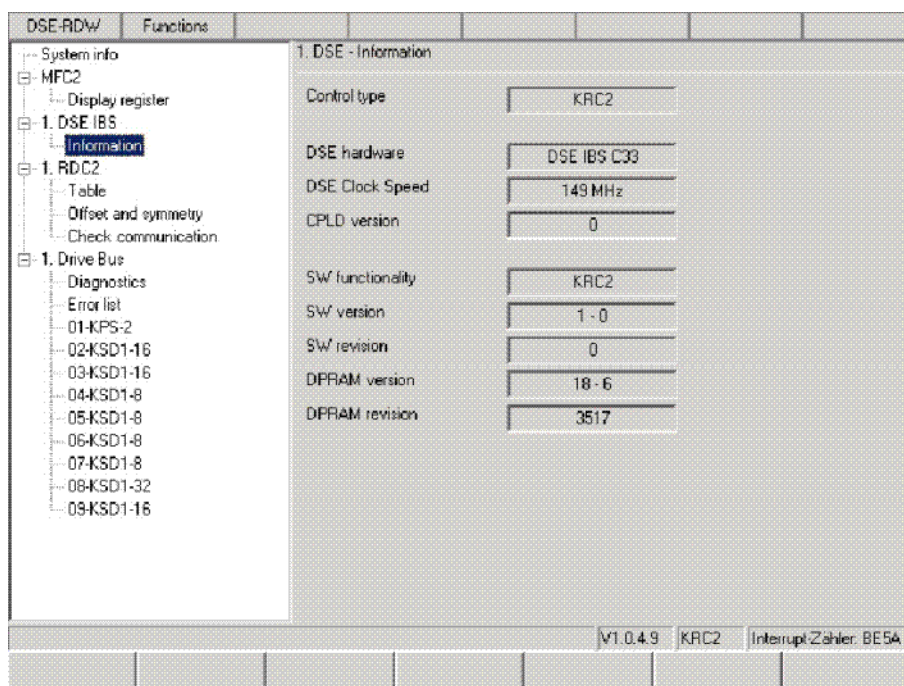 DSE-RDW Functions
System info
MFC2
Display register
1. DSE IBS
Information
1. RDC2
Table
Offset and symmetry
Check communication
1. Drive Bus
Diagnostics
Error list
01-KPS-2
02-KSD1-16
03-KSD1-16
04-KSD1-8
05-KSD1-8
06-KSD1-8
07-KSD1-8
08-KSD1-32
09-KSD1-16
1. DSE - Information
Control type KRC2
DSE hardware DSE IBS C33
DSE Clock Speed 149 MHz
CPLD version 0
SW functionality KRC2
SW version 1 - 0
SW revision 0
DPRAM version 18 - 6
DPRAM revision 3517
V1.0.4.9 KRC2 Interrupt-Zähler: BE5A